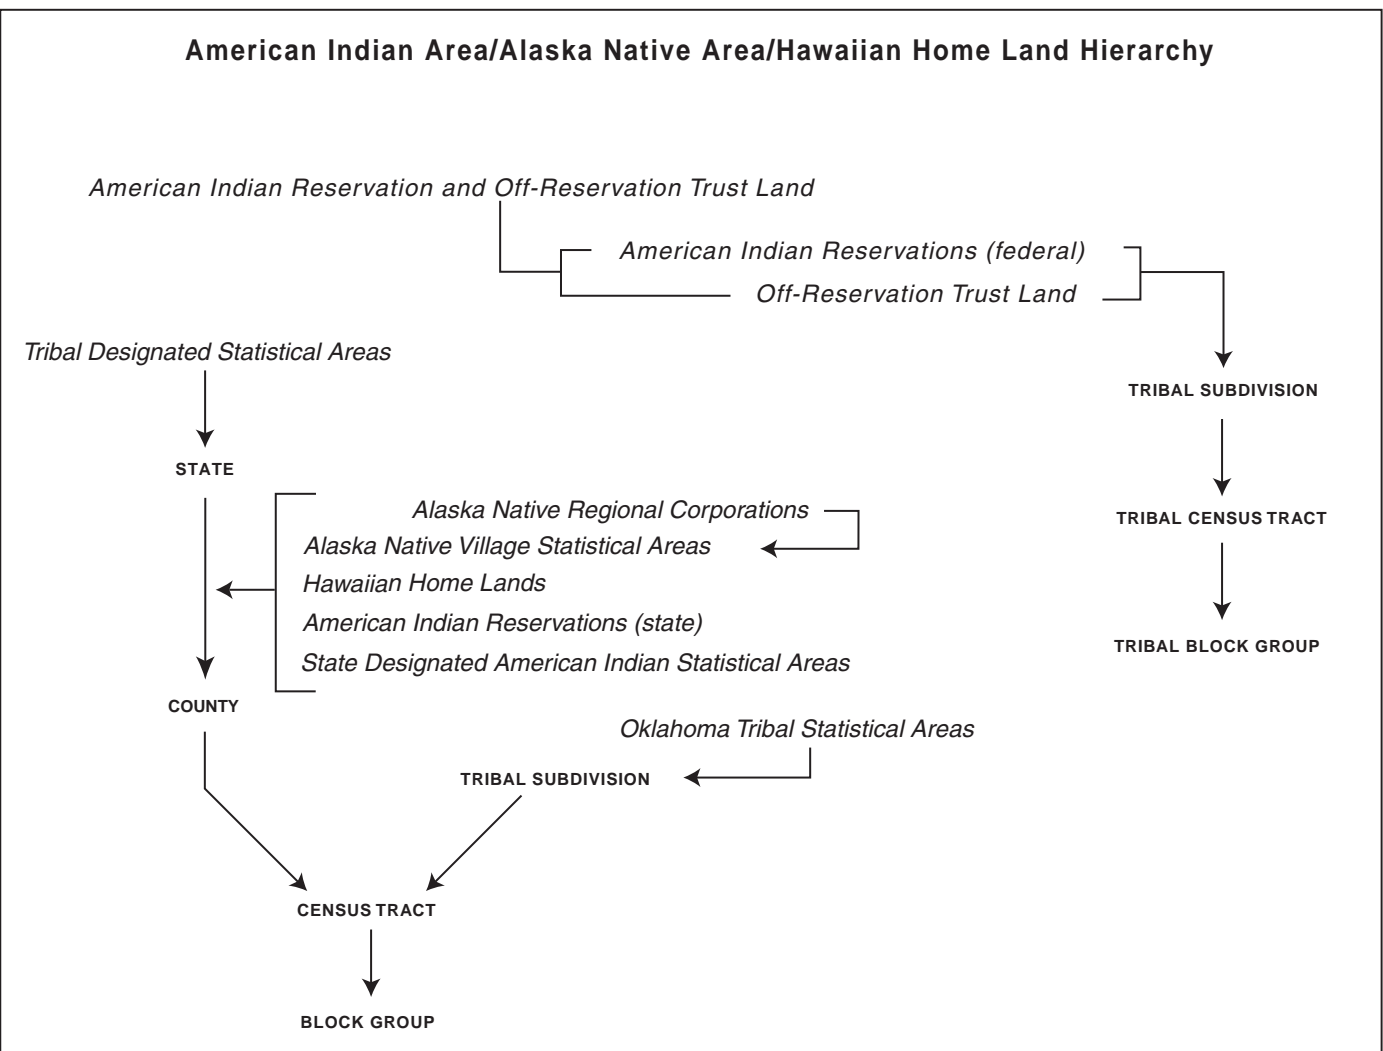 American Indian Area/Alaska Native Area/Hawaiian Home Land Hierarchy
American Indian Reservation and Off-Reservation Trust Land
American Indian Reservations (federal)
Off-Reservation Trust Land
Tribal Designated Statistical Areas
TRIBAL SUBDIVISION
STATE
Alaska Native Regional Corporations
TRIBAL CENSUS TRACT
Alaska Native Village Statistical Areas
Hawaiian Home Lands
American Indian Reservations (state)
TRIBAL BLOCK GROUP
State Designated American Indian Statistical Areas
COUNTY
Oklahoma Tribal Statistical Areas
TRIBAL SUBDIVISION
CENSUS TRACT
BLOCK GROUP